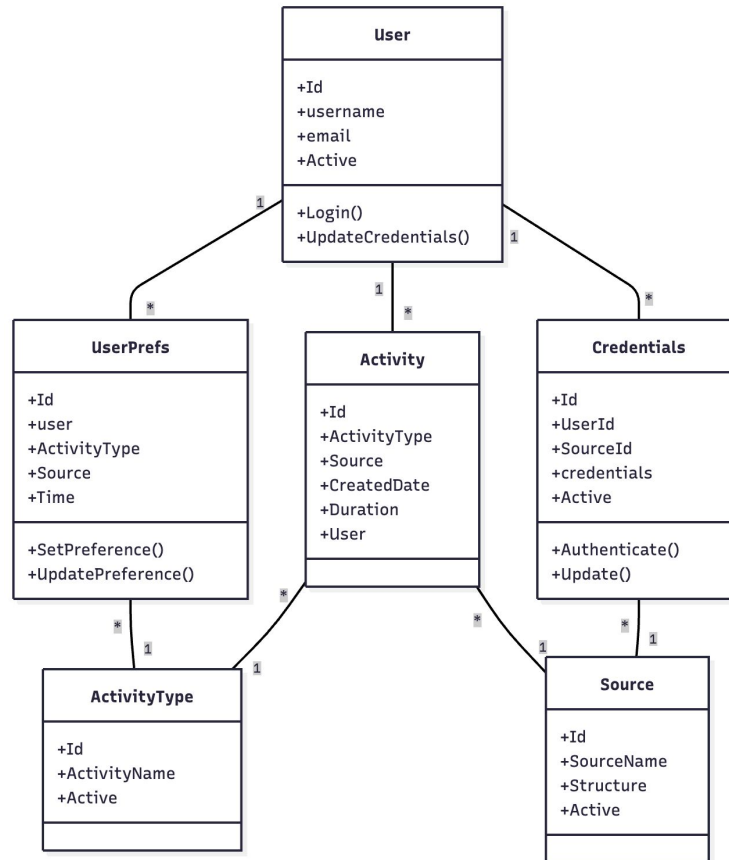 User
+Id
+username
+email
+Active
+Login()
+UpdateCredentials()
1
1
1
*
*
*
UserPrefs
+Id
+user
+ActivityType
+Source
+Time
+SetPreference()
+UpdatePreference()
Activity
+Id
+ActivityType
+Source
+CreatedDate
+Duration
+User
Credentials
+Id
+UserId
+SourceId
+credentials
+Active
+Authenticate()
+Update()
*
1
*
1
*
1
*
1
ActivityType
+Id
+ActivityName
+Active
Source
+Id
+SourceName
+Structure
+Active